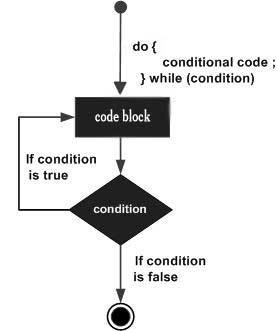 do {
conditional code ;
} while (condition)
code block
If condition
is true
condition
If condition
is false